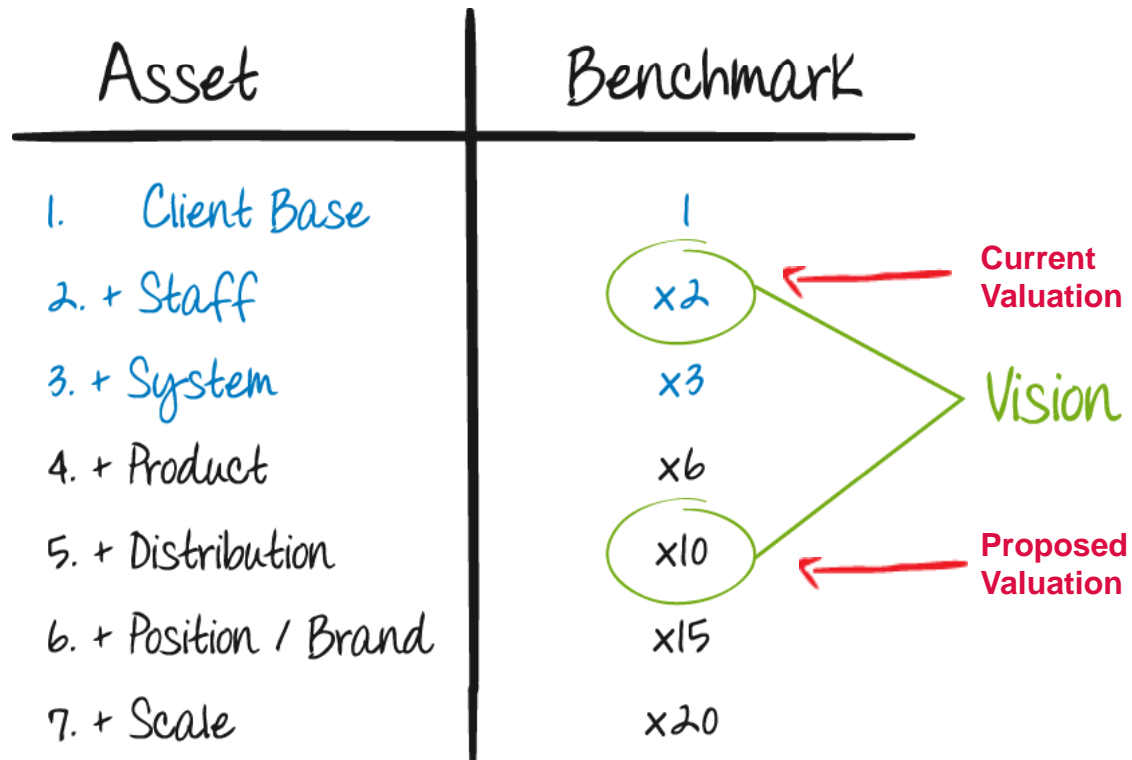 Asset Benchmark
1. Client Base 1
2. + Staff x2
Current
Valuation
3. + System x3
Vision
4. + Product x6
5. + Distribution x10
Proposed
Valuation
6. + Position / Brand x15
7. + Scale x20